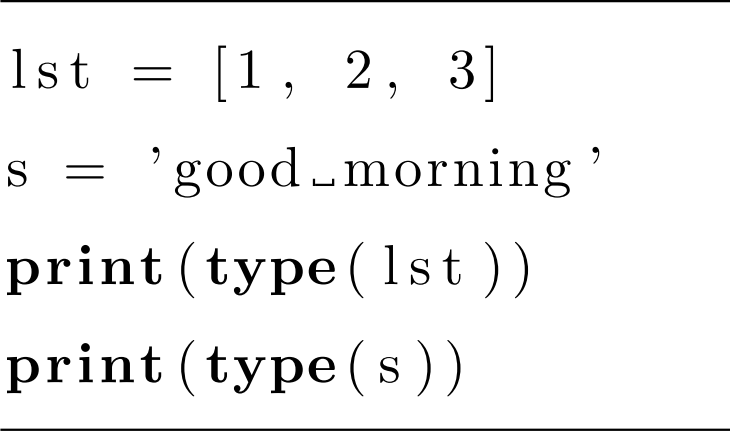 lst = [1, 2, 3]
s = 'good␣morning'
print(type(lst))
print(type(s))